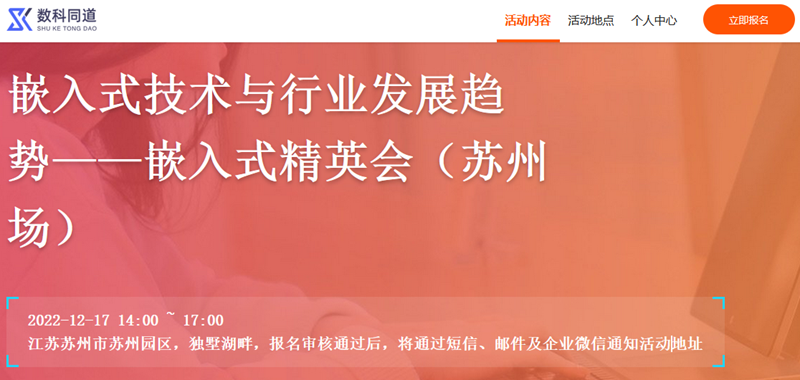 数科同道
SHU KE TONG DAO
活动内容 活动地点 个人中心 立即报名
嵌入式技术与行业发展趋
势——嵌入式精英会（苏州
场）
2022-12-17 14:00 ~ 17:00
江苏苏州市苏州园区，独墅湖畔，报名审核通过后，将通过短信、邮件及企业微信通知活动地址